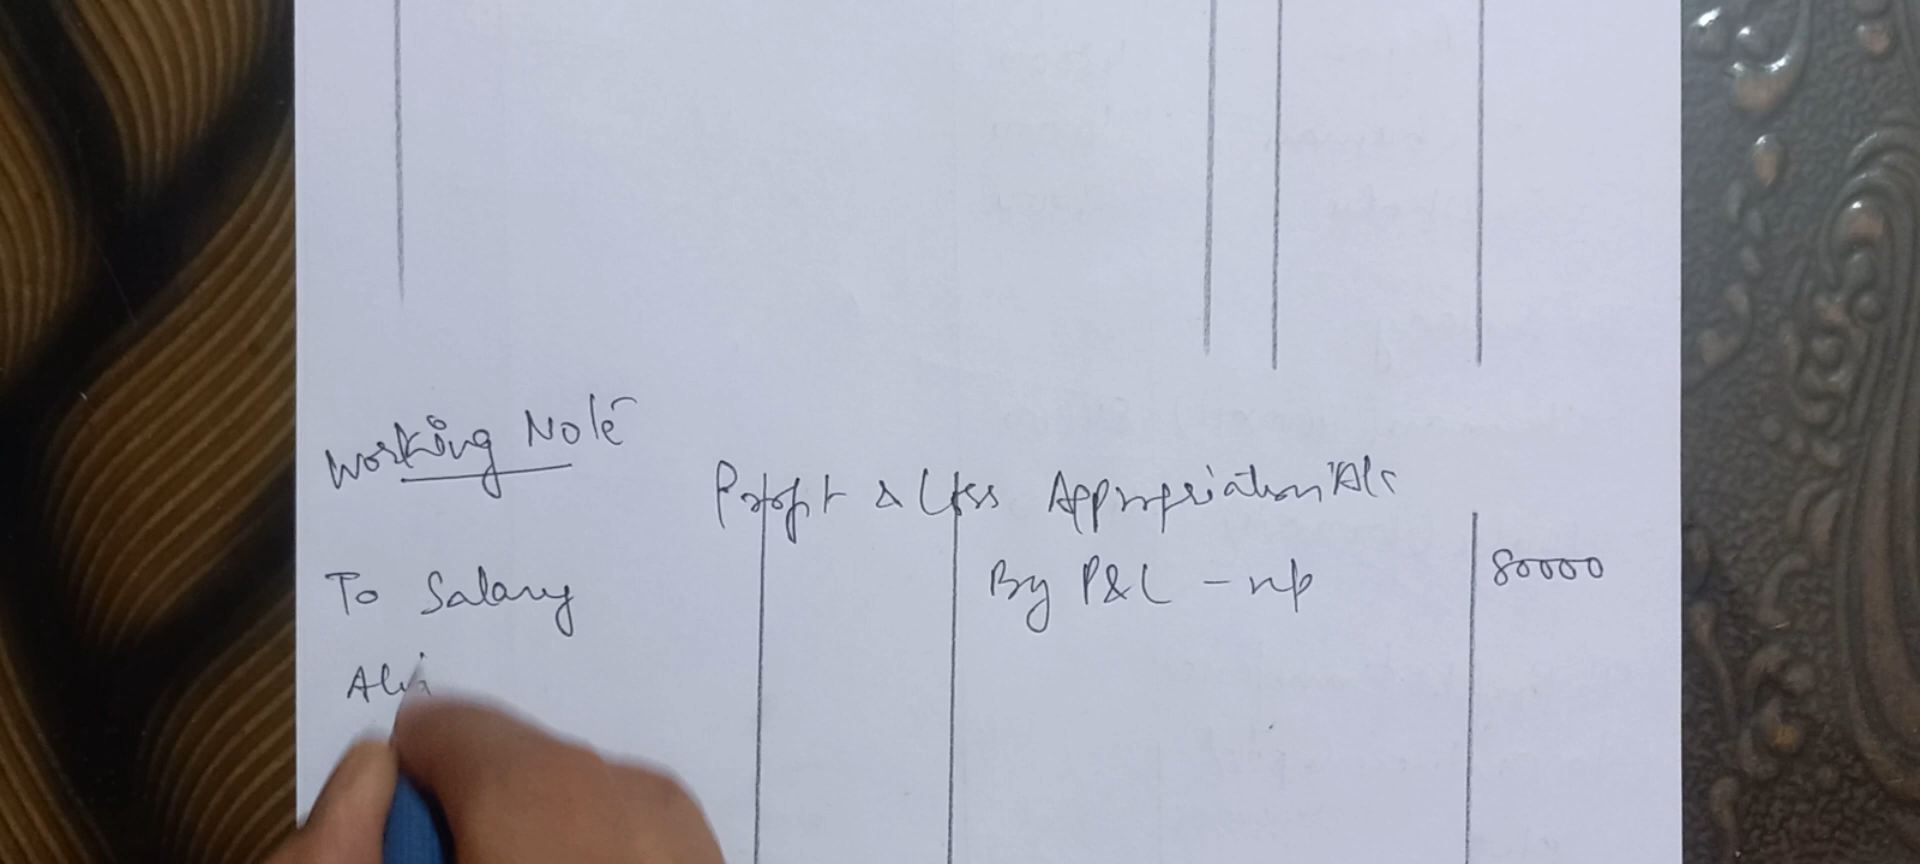 Working Note
Profit & Loss Appropriation A/c
To Salary
By P&L - np
80000